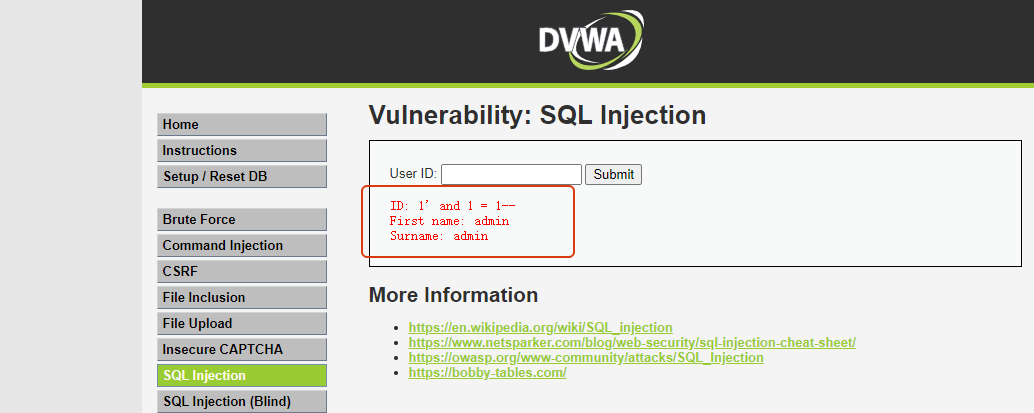 DVWA
Vulnerability: SQL Injection
Home
Instructions
Setup / Reset DB
Brute Force
Command Injection
CSRF
File Inclusion
File Upload
Insecure CAPTCHA
SQL Injection
SQL Injection (Blind)
User ID: Submit
ID: 1' and 1 = 1--
First name: admin
Surname: admin
More Information
https://en.wikipedia.org/wiki/SQL_injection
https://www.netsparker.com/blog/web-security/sql-injection-cheat-sheet/
https://owasp.org/www-community/attacks/SQL_Injection
https://bobby-tables.com/